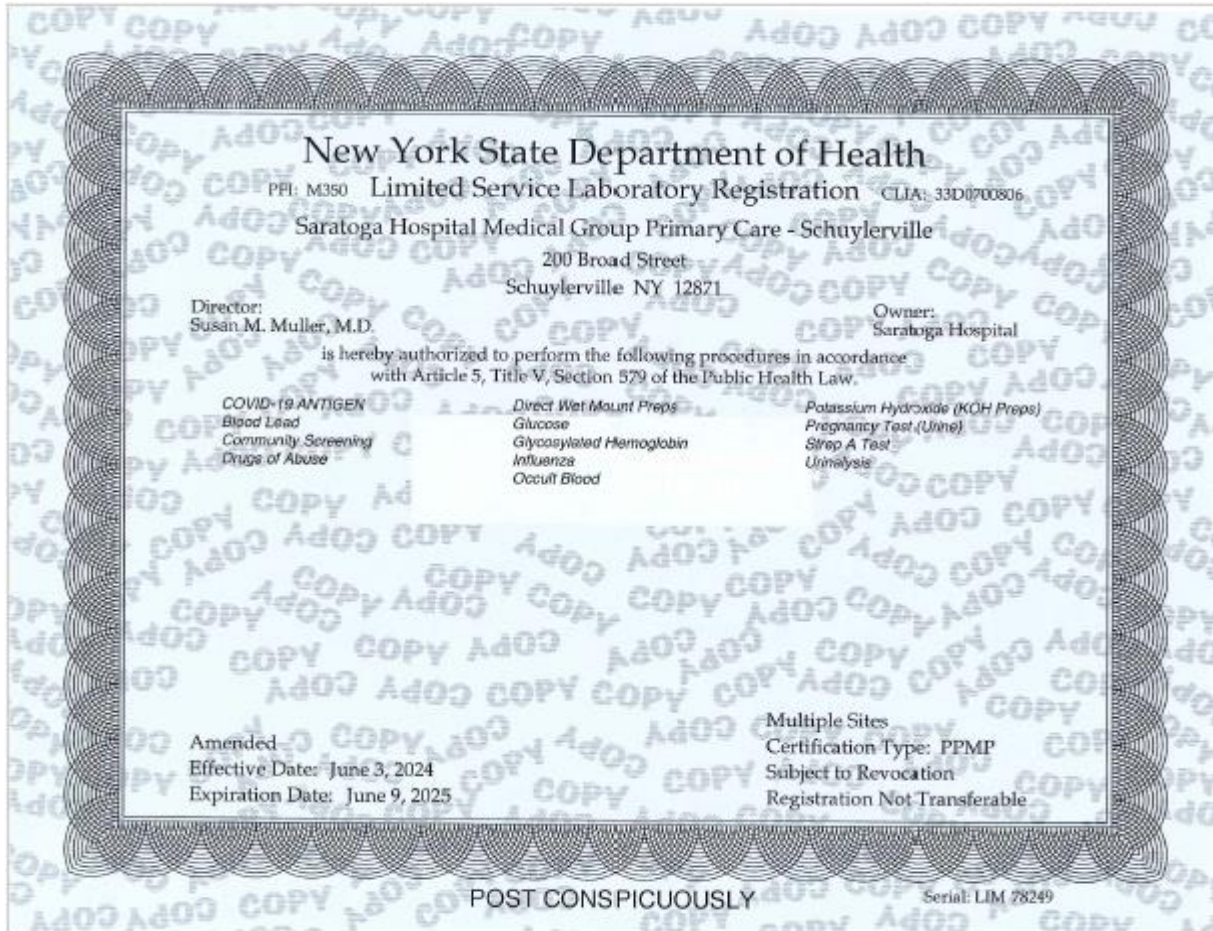 New York State Department of Health
PFI: M350 Limited Service Laboratory Registration CLIA: 33D0700806
Saratoga Hospital Medical Group Primary Care - Schuylerville
200 Broad Street
Schuylerville NY 12871
Director:
Susan M. Muller, M.D.
Owner:
Saratoga Hospital
is hereby authorized to perform the following procedures in accordance
with Article 5, Title V, Section 579 of the Public Health Law.
COVID-19 ANTIGEN
Blood Lead
Community Screening
Drugs of Abuse
Direct Wet Mount Preps
Glucose
Glycosylated Hemoglobin
Influenza
Occult Blood
Potassium Hydroxide (KOH Preps)
Pregnancy Test (Urine)
Strep A Test
Urinalysis
Amended
Effective Date: June 3, 2024
Expiration Date: June 9, 2025
Multiple Sites
Certification Type: PPMP
Subject to Revocation
Registration Not Transferable
POST CONSPICUOUSLY
Serial: LIM 78249